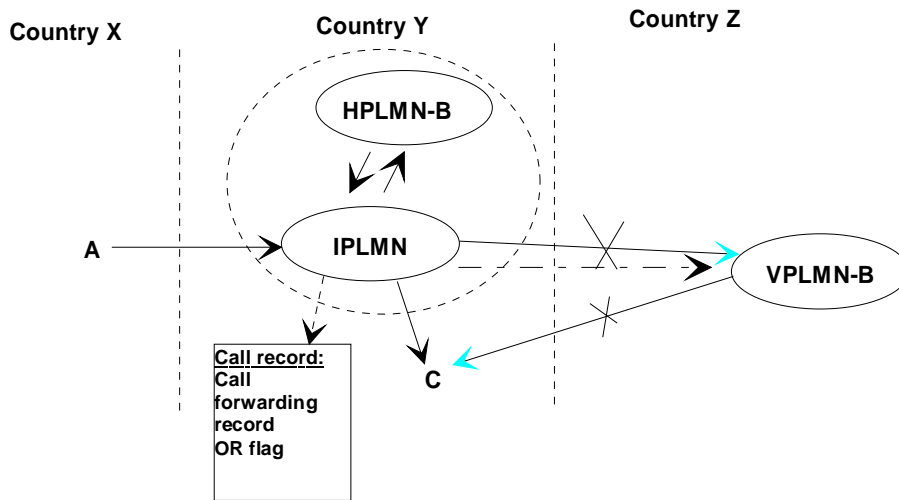 Country X
Country Y
Country Z
HPLMN-B
A
IPLMN
VPLMN-B
C
Call record:
Call
forwarding
record
OR flag